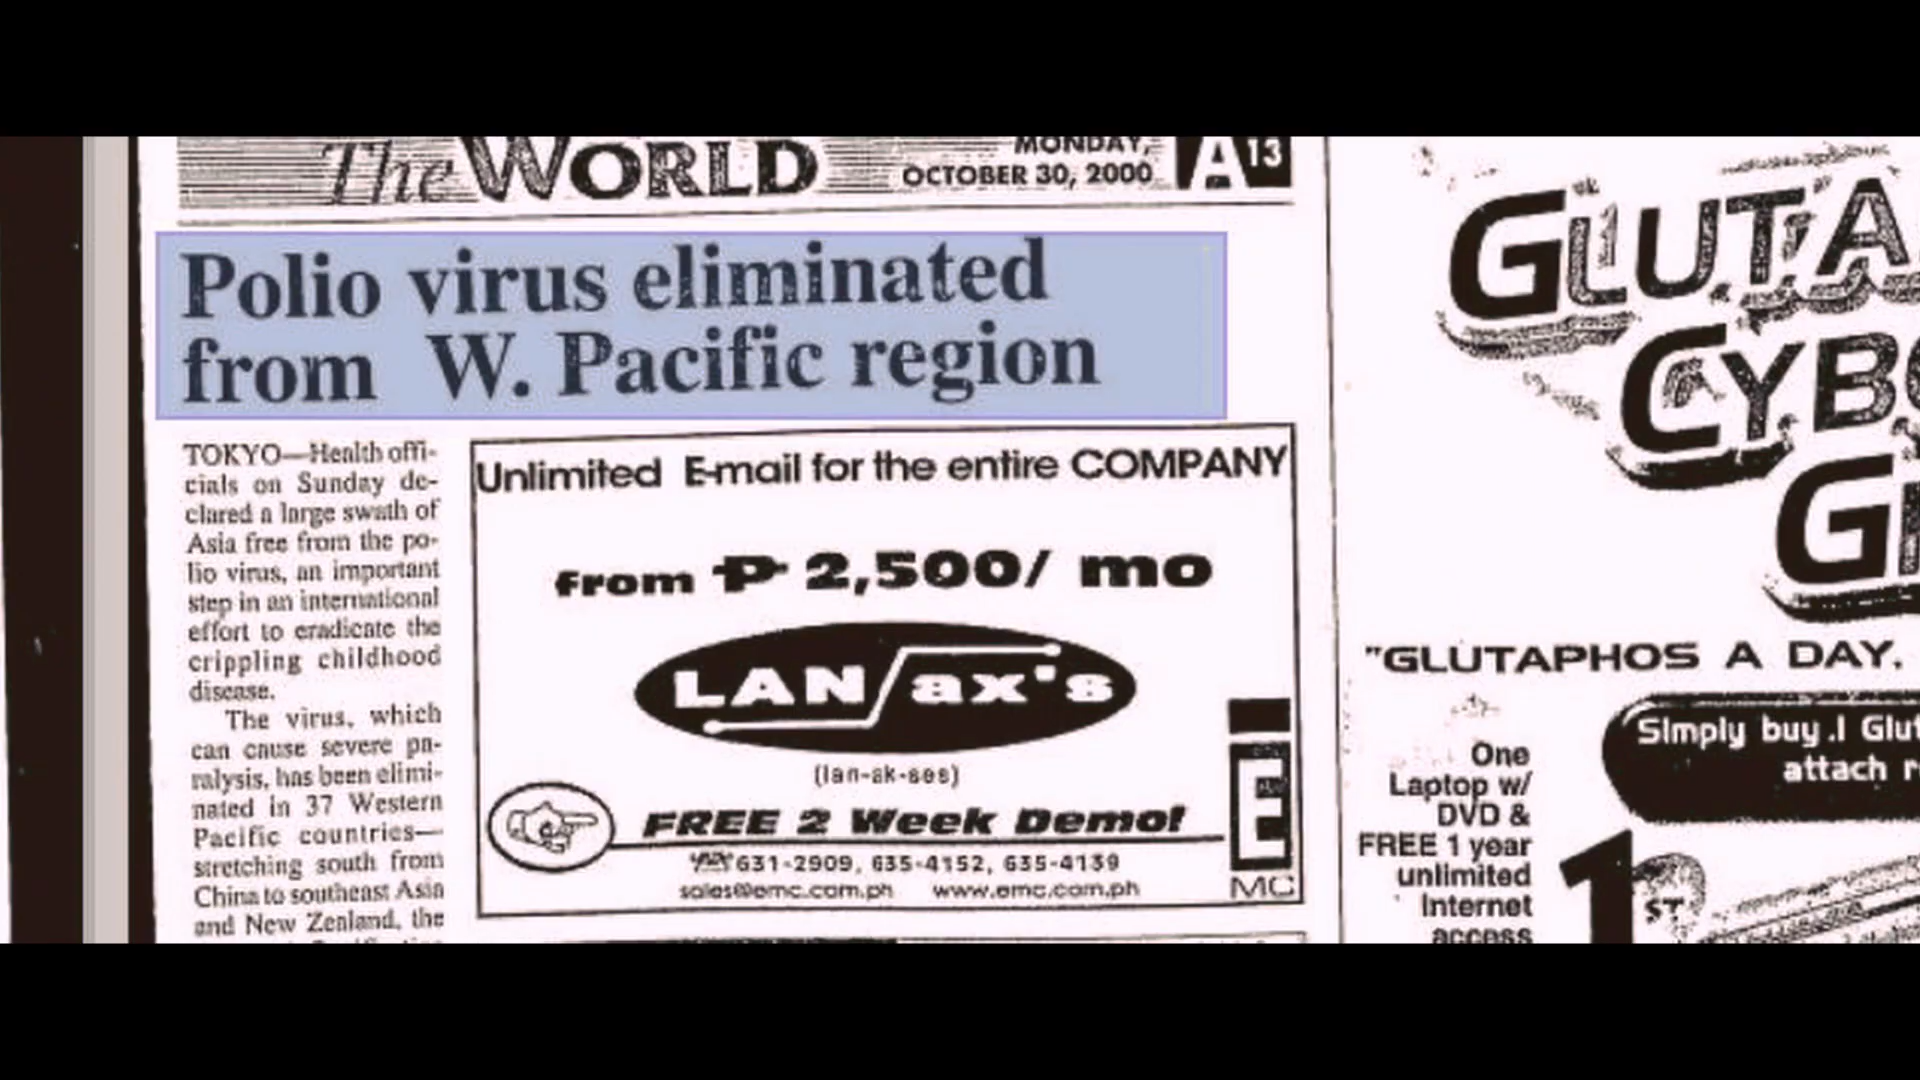 The WORLD
MONDAY,
OCTOBER 30, 2000
A13
Polio virus eliminated
from W. Pacific region
TOKYO—Health offi-
cials on Sunday de-
clared a large swath of
Asia free from the po-
lio virus, an important
step in an international
effort to eradicate the
crippling childhood
disease.
The virus, which
can cause severe pa-
ralysis, has been elimi-
nated in 37 Western
Pacific countries—
stretching south from
China to southeast Asia
and New Zealand, the
Unlimited E-mail for the entire COMPANY
from ₱ 2,500/ mo
LAN/ax's
(lan-ak-ses)
FREE 2 Week Demo!
631-2909, 635-4152, 635-4139
sales@emc.com.ph www.emc.com.ph
E
MC
GLUTA
CYB
G
"GLUTAPHOS A DAY.
Simply buy .1 Glut
attach r
One
Laptop w/
DVD &
FREE 1 year
unlimited
Internet
access
1ST